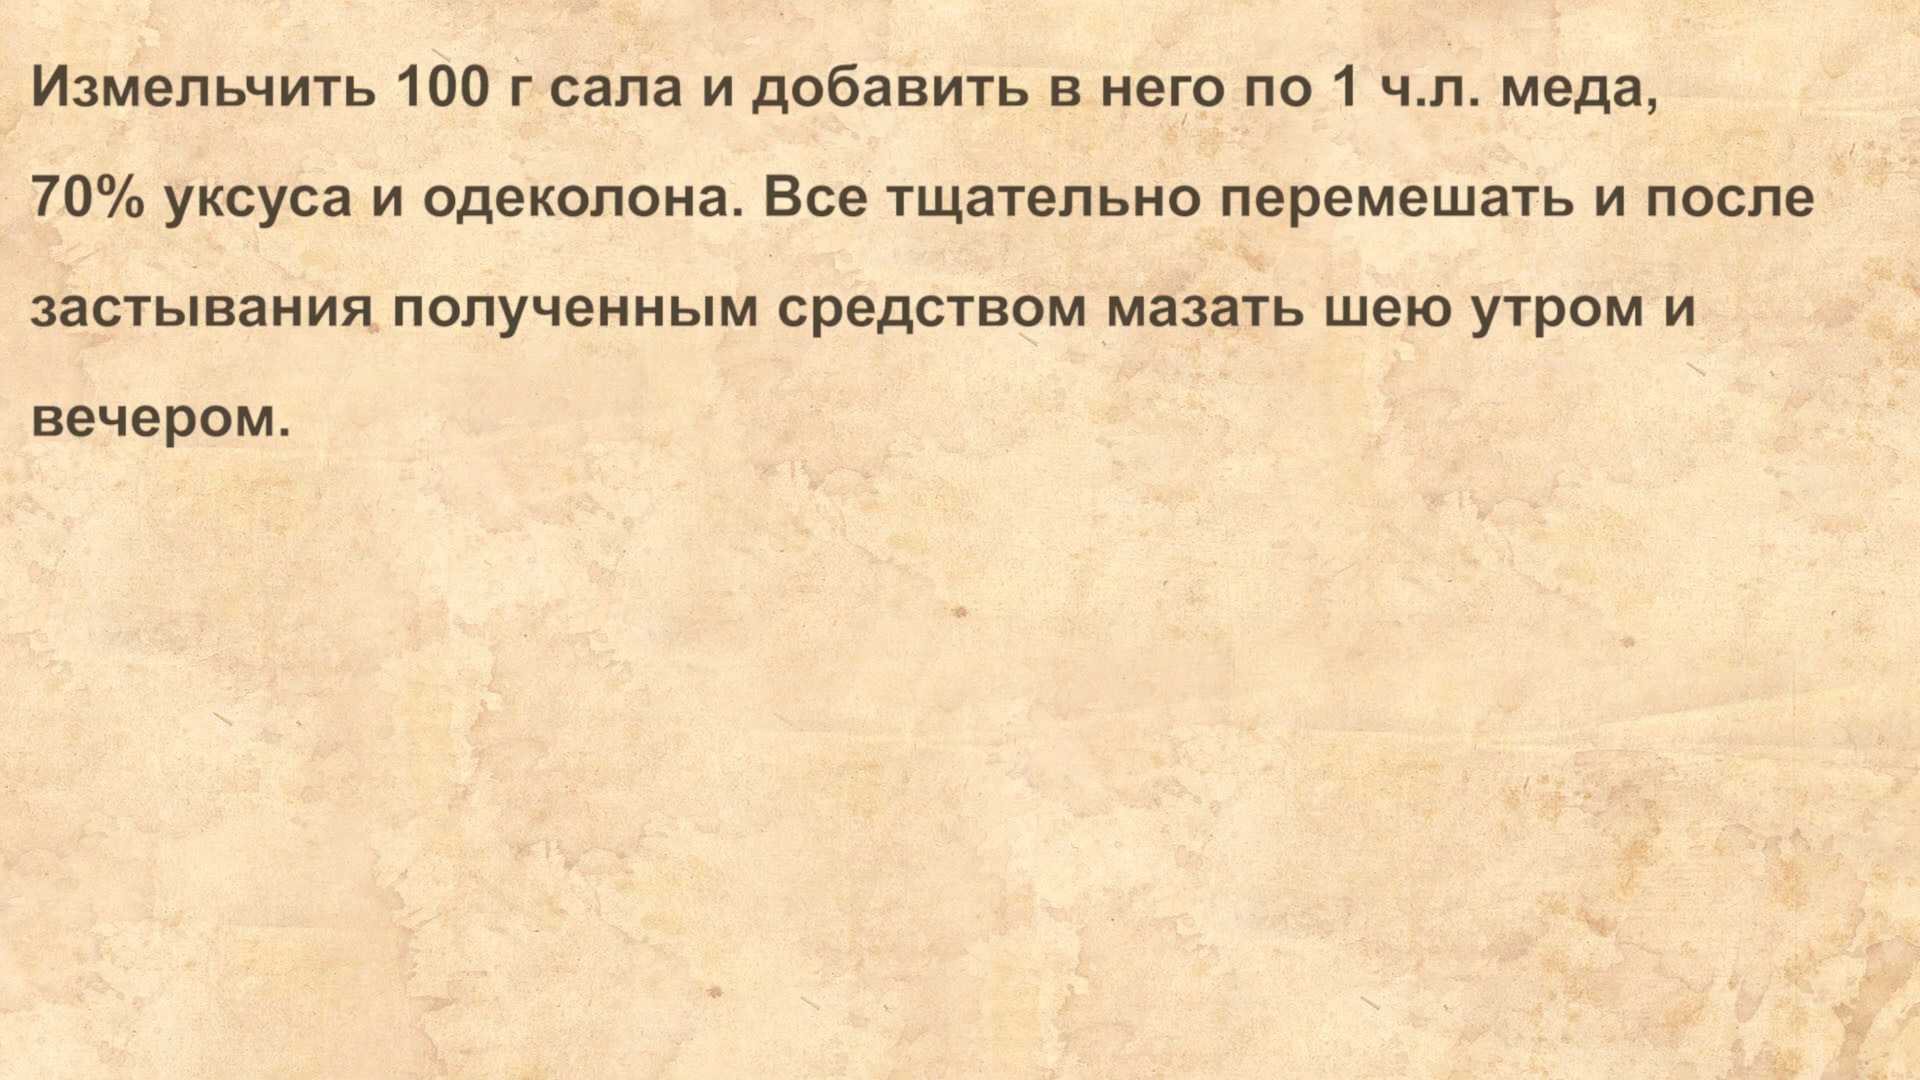 Измельчить 100 г сала и добавить в него по 1 ч.л. меда,
70% уксуса и одеколона. Все тщательно перемешать и после
застывания полученным средством мазать шею утром и
вечером.